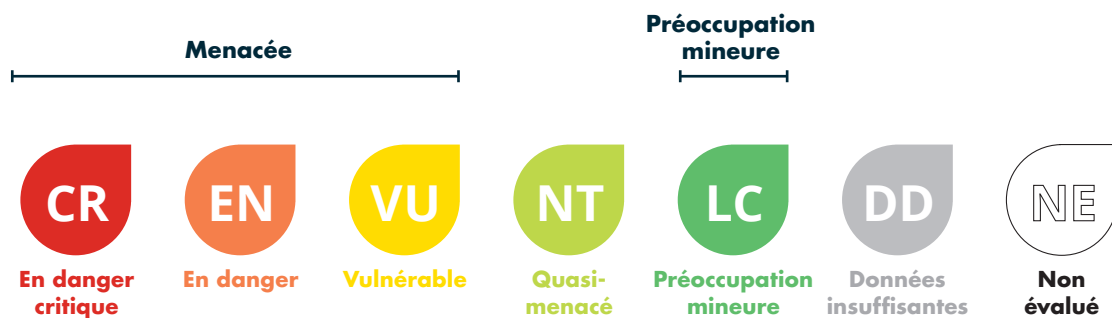 Menacée
Préoccupation
mineure
CR
EN
VU
NT
LC
DD
NE
En danger
critique
En danger
Vulnérable
Quasi-
menacé
Préoccupation
mineure
Données
insuffisantes
Non
évalué